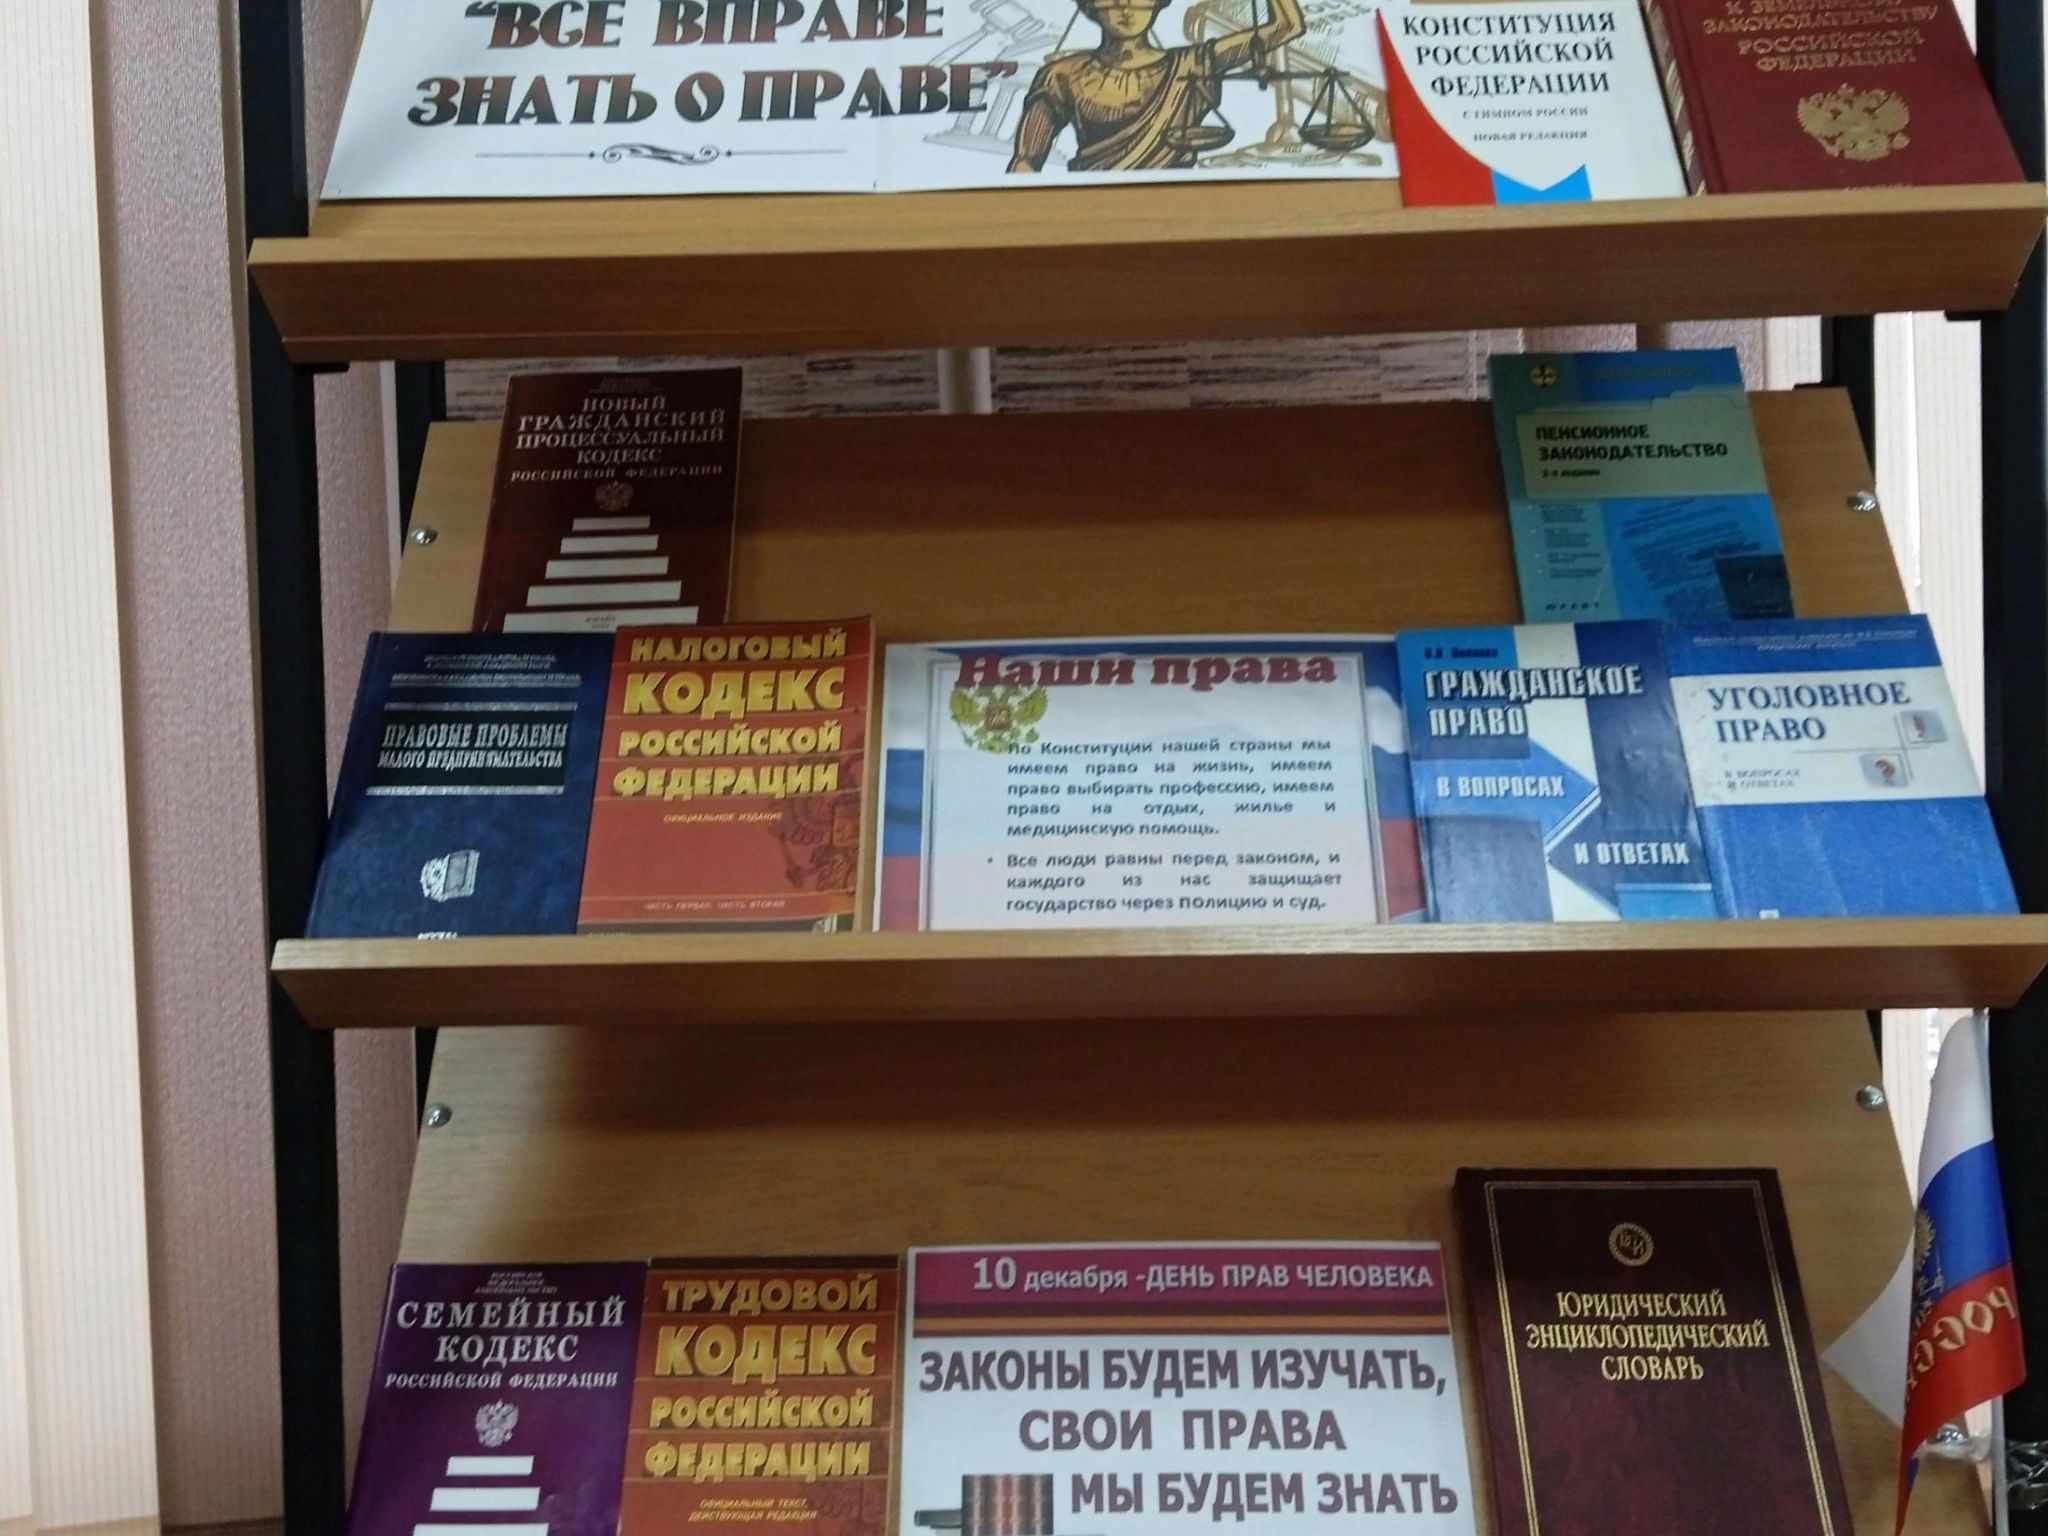 "ВСЕ ВПРАВЕ
ЗНАТЬ О ПРАВЕ"
КОНСТИТУЦИЯ
РОССИЙСКОЙ
ФЕДЕРАЦИИ
С ГИМНОМ РОССИИ
НОВАЯ РЕДАКЦИЯ
К ЗЕМЕЛЬНОМУ
ЗАКОНОДАТЕЛЬСТВУ
РОССИЙСКОЙ
ФЕДЕРАЦИИ
НОВЫЙ
ГРАЖДАНСКИЙ
ПРОЦЕССУАЛЬНЫЙ
КОДЕКС
РОССИЙСКОЙ ФЕДЕРАЦИИ
ПЕНСИОННОЕ
ЗАКОНОДАТЕЛЬСТВО
2-е издание
ЮРАЙТ
ПРАВОВЫЕ ПРОБЛЕМЫ
МАЛОГО ПРЕДПРИНИМАТЕЛЬСТВА
НАЛОГОВЫЙ
КОДЕКС
РОССИЙСКОЙ
ФЕДЕРАЦИИ
ОФИЦИАЛЬНОЕ ИЗДАНИЕ
ЧАСТЬ ПЕРВАЯ, ЧАСТЬ ВТОРАЯ
Наши права
• По Конституции нашей страны мы
имеем право на жизнь, имеем
право выбирать профессию, имеем
право на отдых, жилье и
медицинскую помощь.
• Все люди равны перед законом, и
каждого из нас защищает
государство через полицию и суд.
ГРАЖДАНСКОЕ
ПРАВО
В ВОПРОСАХ
И ОТВЕТАХ
УГОЛОВНОЕ
ПРАВО
В ВОПРОСАХ
И ОТВЕТАХ
СЕМЕЙНЫЙ
КОДЕКС
РОССИЙСКОЙ ФЕДЕРАЦИИ
ТРУДОВОЙ
КОДЕКС
РОССИЙСКОЙ
ФЕДЕРАЦИИ
ОФИЦИАЛЬНЫЙ ТЕКСТ,
ДЕЙСТВУЮЩАЯ РЕДАКЦИЯ
10 декабря -ДЕНЬ ПРАВ ЧЕЛОВЕКА
ЗАКОНЫ БУДЕМ ИЗУЧАТЬ,
СВОИ ПРАВА
МЫ БУДЕМ ЗНАТЬ
ЮРИДИЧЕСКИЙ
ЭНЦИКЛОПЕДИЧЕСКИЙ
СЛОВАРЬ